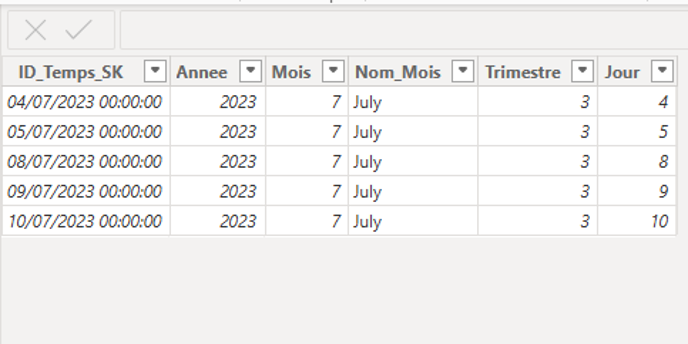 ID_Temps_SK Annee Mois Nom_Mois Trimestre Jour
04/07/2023 00:00:00 2023 7 July 3 4
05/07/2023 00:00:00 2023 7 July 3 5
08/07/2023 00:00:00 2023 7 July 3 8
09/07/2023 00:00:00 2023 7 July 3 9
10/07/2023 00:00:00 2023 7 July 3 10